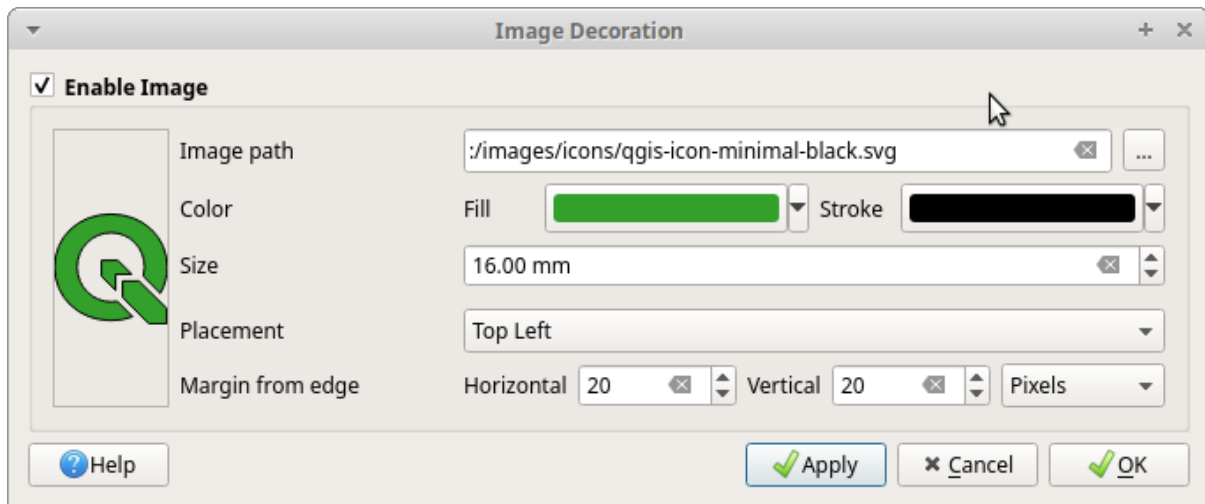 Image Decoration
Enable Image
Image path :/images/icons/qgis-icon-minimal-black.svg ...
Color Fill Stroke
Size 16.00 mm
Placement Top Left
Margin from edge Horizontal 20 Vertical 20 Pixels
Help Apply Cancel OK